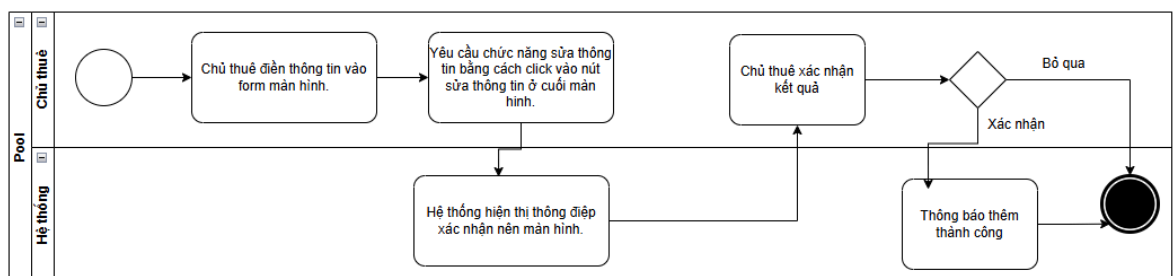 Pool
Chủ thuê
Chủ thuê điền thông tin vào
form màn hình.
Yêu cầu chức năng sửa thông
tin bằng cách click vào nút
sửa thông tin ở cuối màn
hình.
Chủ thuê xác nhận
kết quả
Bỏ qua
Xác nhận
Hệ thống
Hệ thống hiện thị thông điệp
xác nhận nên màn hình.
Thông báo thêm
thành công